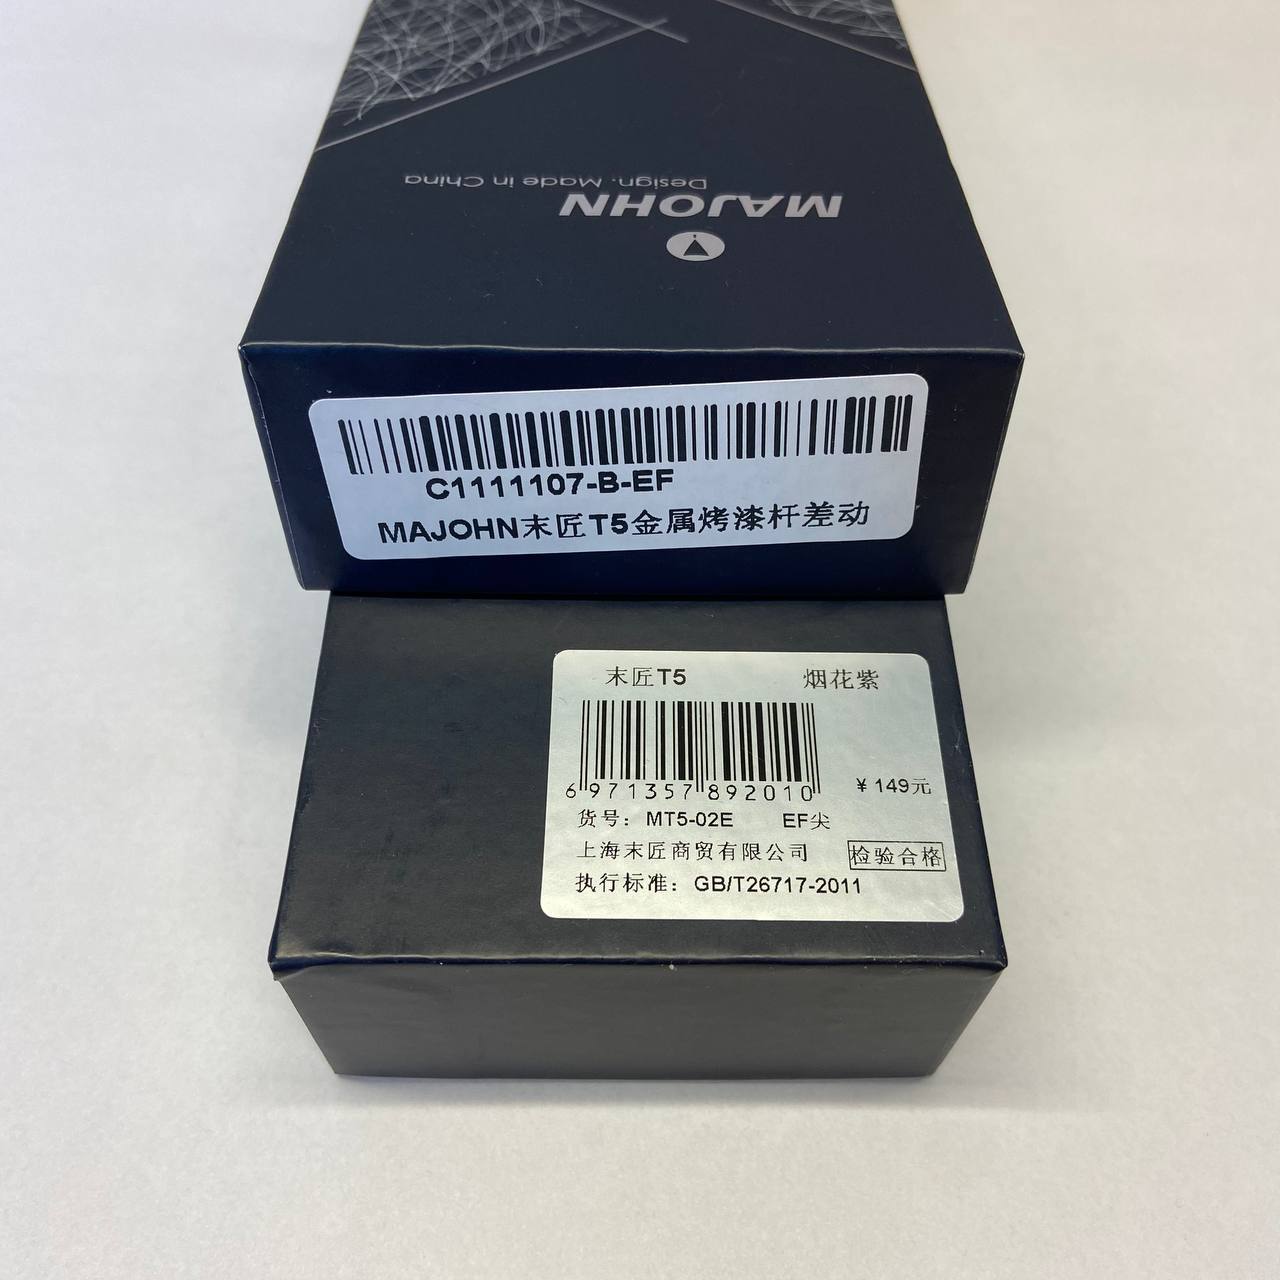 MAJOHN
Design. Made in China
C1111107-B-EF
MAJOHN末匠T5金属烤漆杆差动
末匠T5 烟花紫
6 971357 892010
¥149元
货号：MT5-02E EF尖
上海末匠商贸有限公司 检验合格
执行标准：GB/T26717-2011